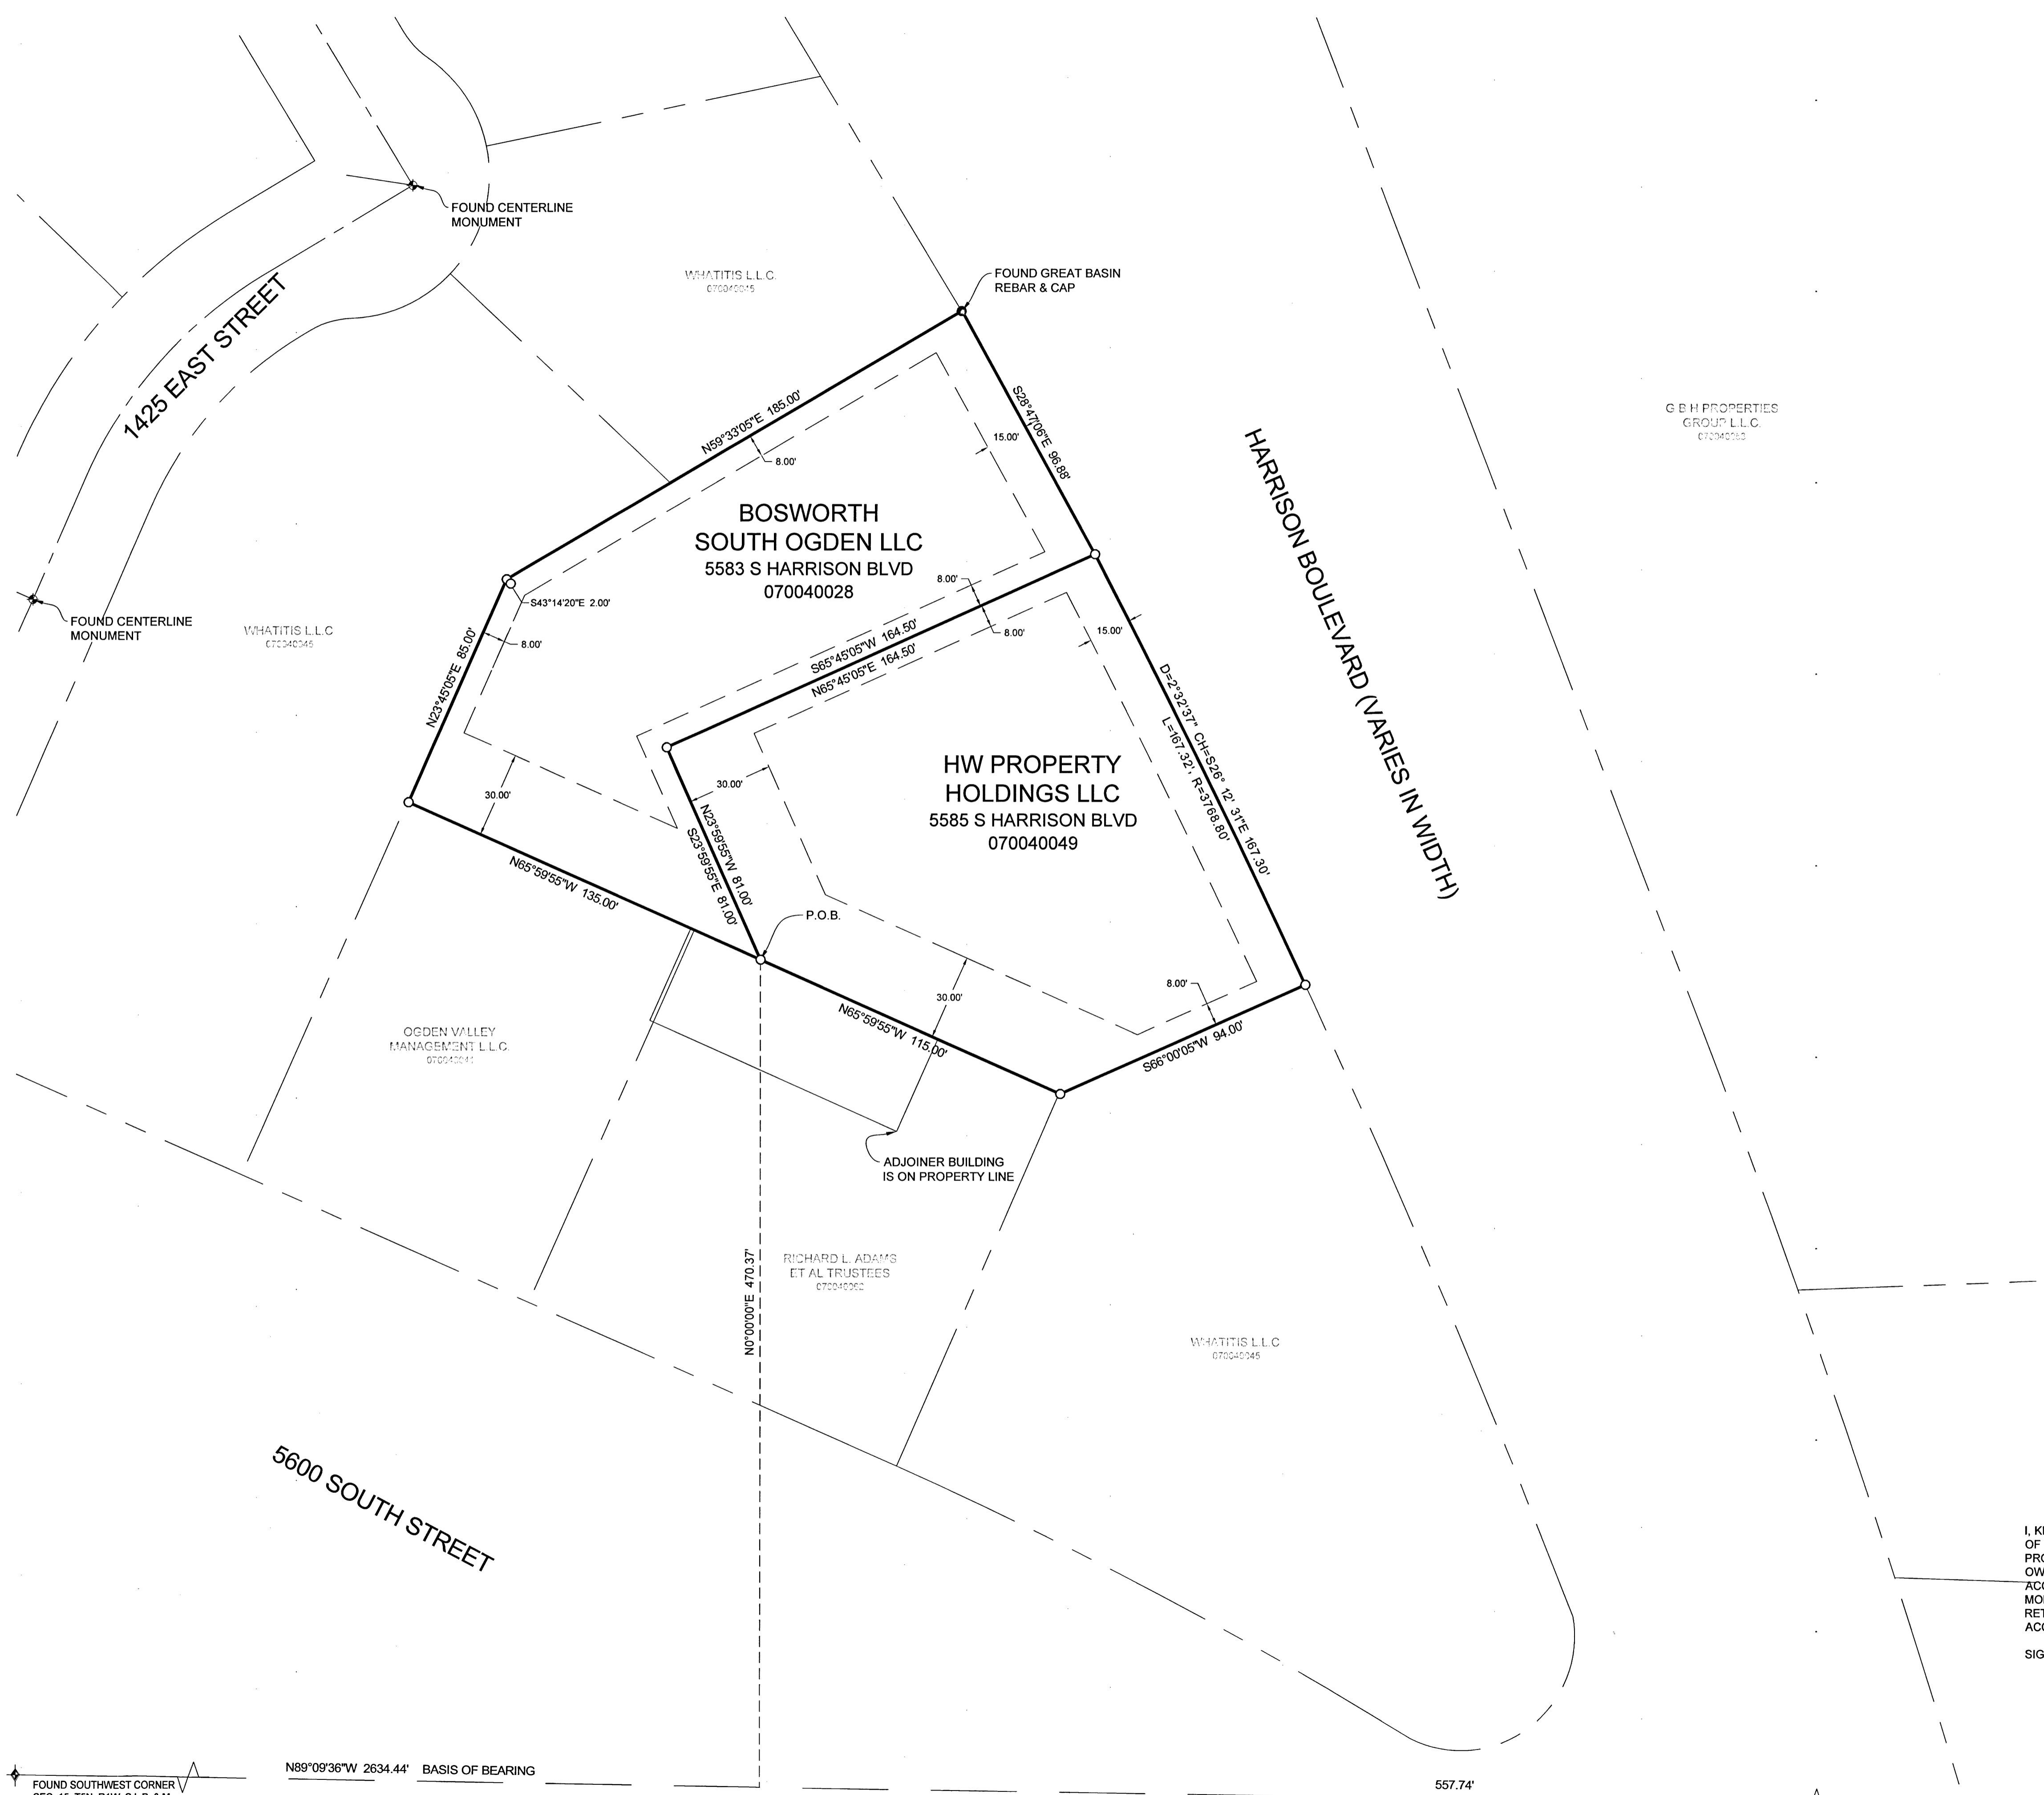 FOUND CENTERLINE
MONUMENT
WHATITIS L.L.C.
070040045
FOUND GREAT BASIN
REBAR & CAP
1425 EAST STREET
N59°33'05"E 185.00'
8.00'
S28°47'06"E 96.88'
15.00'
G B H PROPERTIES
GROUP L.L.C.
HARRISON BOULEVARD (VARIES IN WIDTH)
BOSWORTH
SOUTH OGDEN LLC
5583 S HARRISON BLVD
070040028
8.00'
S43°14'20"E 2.00'
FOUND CENTERLINE
MONUMENT
WHATITIS L.L.C
070040045
8.00'
N23°45'05"E 85.00'
8.00'
15.00'
S65°45'05"W 164.50'
N65°45'05"E 164.50'
D=2°32'37" CH=S26° 12' 31"E 167.30'
L=167.32', R=3768.80'
HW PROPERTY
HOLDINGS LLC
5585 S HARRISON BLVD
070040049
30.00'
30.00'
N23°59'55"W 81.00'
S23°59'55"E 81.00'
N65°59'55"W 135.00'
P.O.B.
8.00'
30.00'
N65°59'55"W 115.00'
S66°00'05"W 94.00'
OGDEN VALLEY
MANAGEMENT L.L.C.
ADJOINER BUILDING
IS ON PROPERTY LINE
N0°00'00"E 470.37'
RICHARD L. ADAMS
ET AL TRUSTEES
WHATITIS L.L.C
070040045
5600 SOUTH STREET
I,
OF
SIG
N89°09'36"W 2634.44' BASIS OF BEARING
557.74'
FOUND SOUTHWEST CORNER